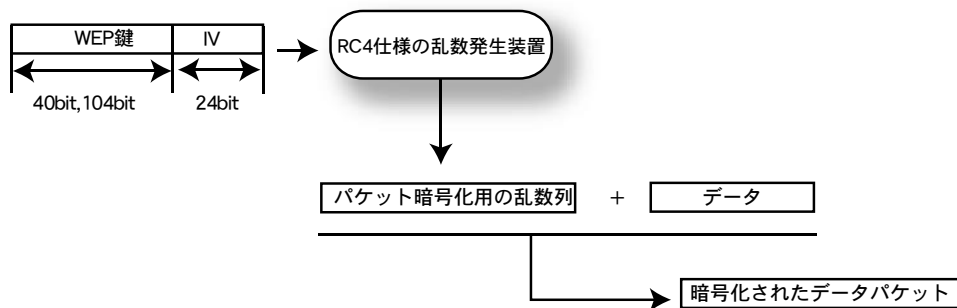 WEP鍵 IV
RC4仕様の乱数発生装置
40bit,104bit 24bit
パケット暗号化用の乱数列 + データ
暗号化されたデータパケット